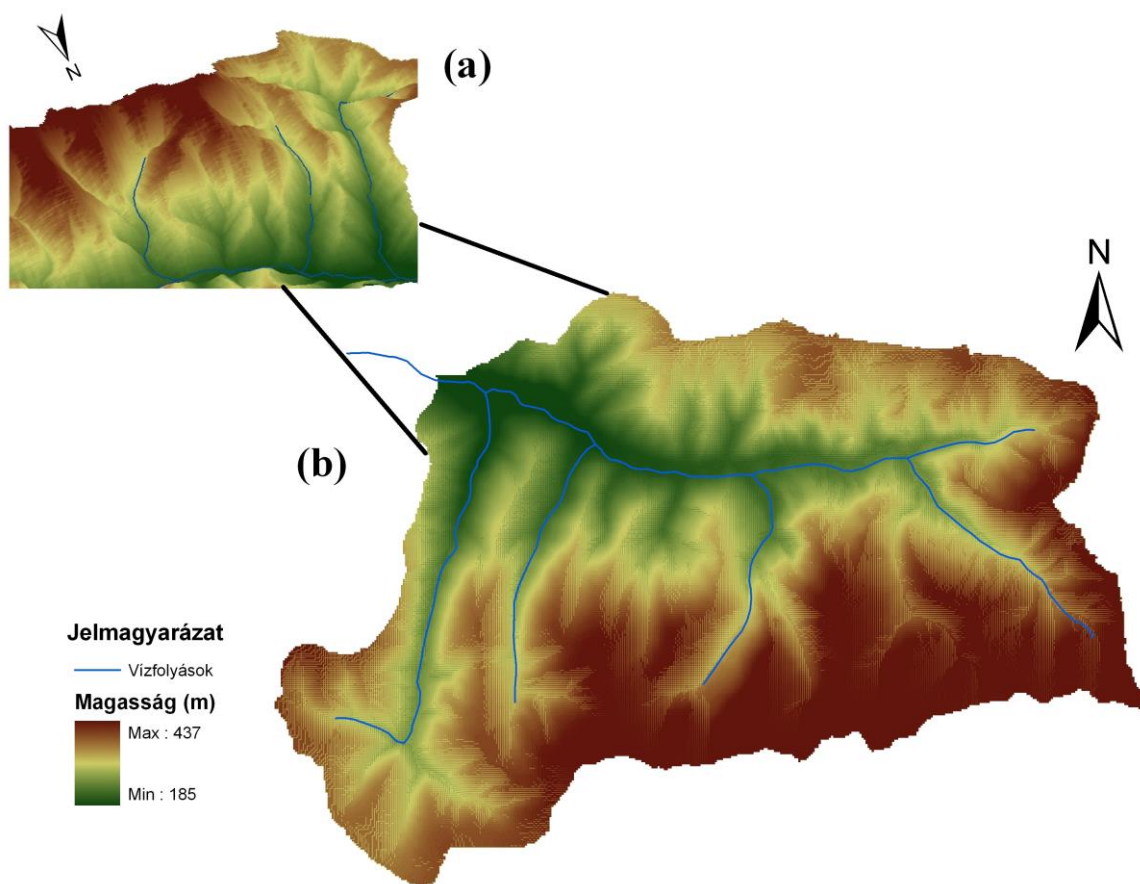 N
(a)
N
(b)
Jelmagyarázat
Vízfolyások
Magasság (m)
Max : 437
Min : 185